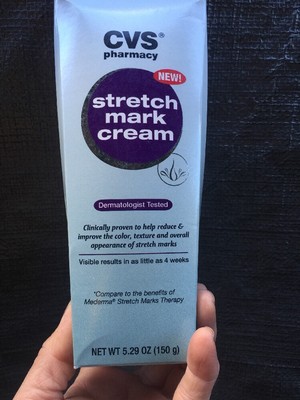 CVS®
pharmacy
NEW!
stretch
mark
cream
Dermatologist Tested
Clinically proven to help reduce &
improve the color, texture and overall
appearance of stretch marks
Visible results in as little as 4 weeks
*Compare to the benefits of
Mederma® Stretch Marks Therapy
NET WT 5.29 OZ (150 g)